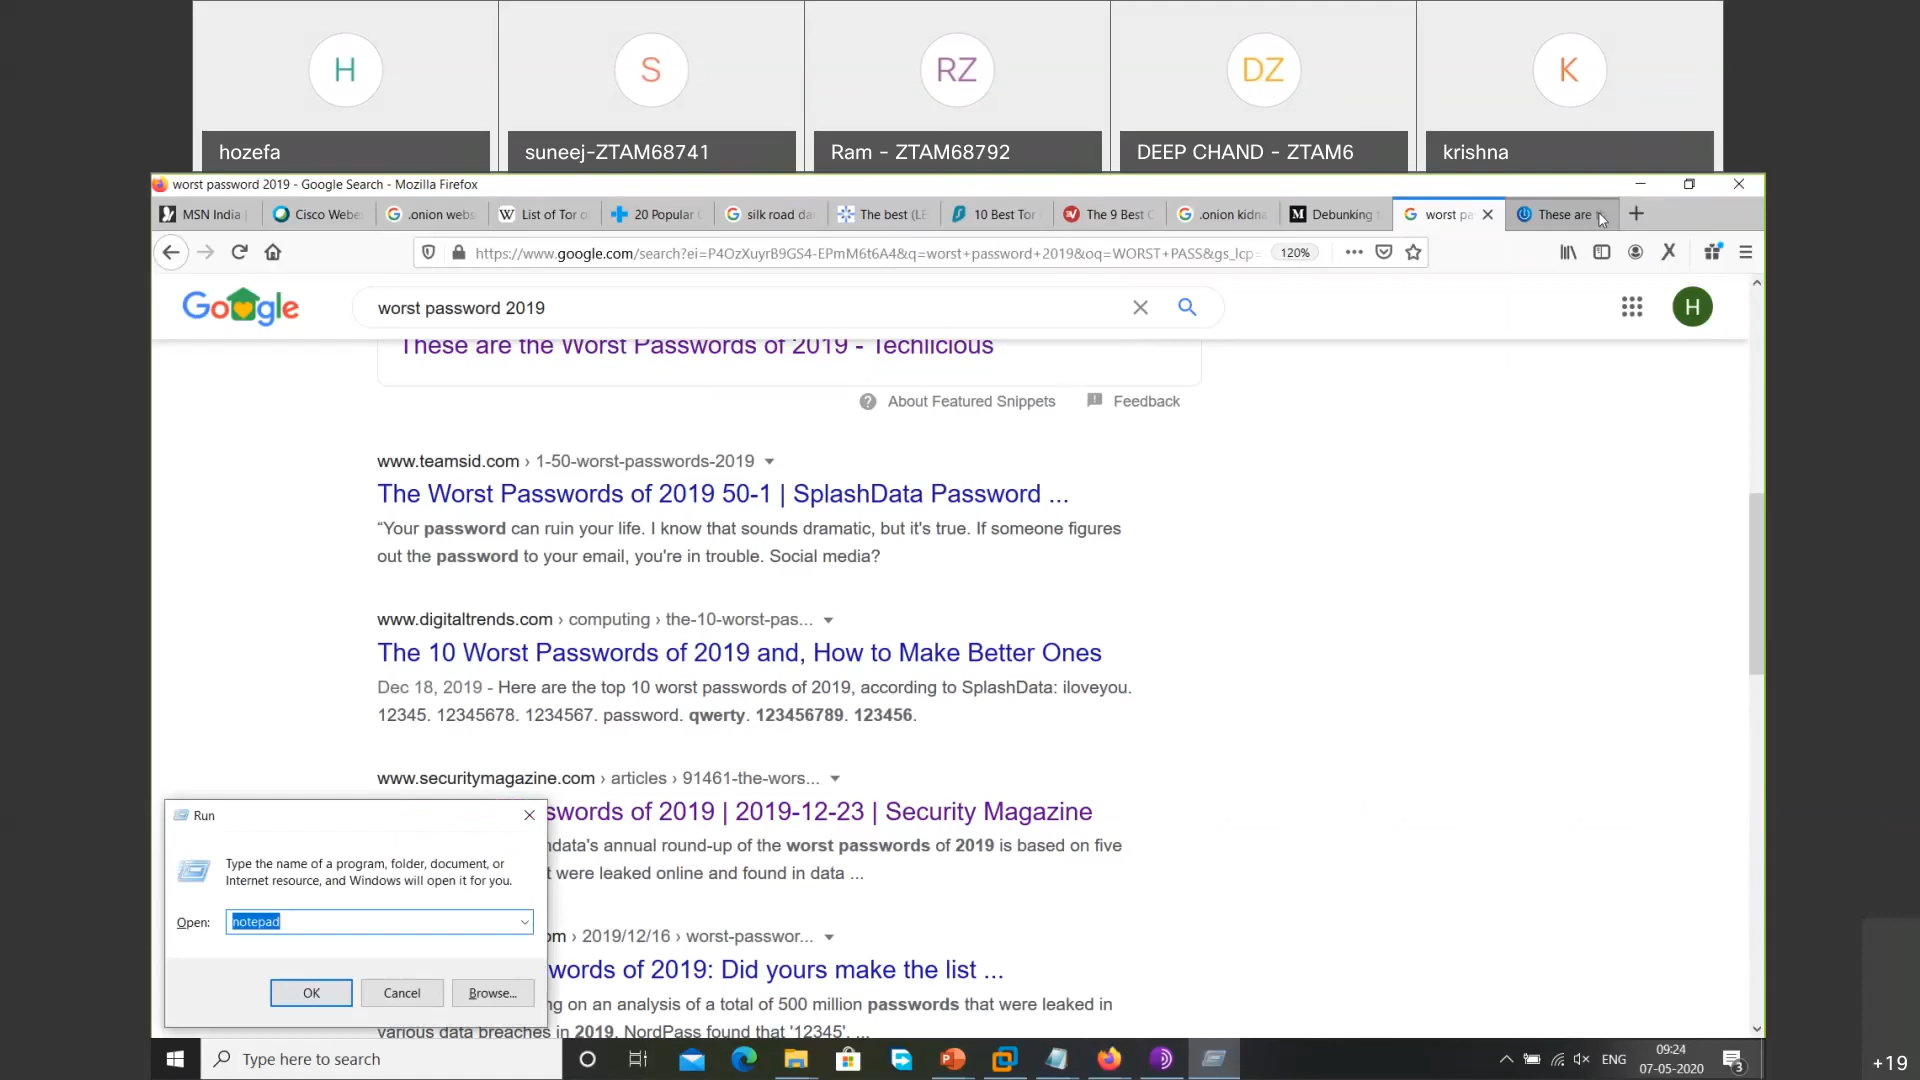 H
S
RZ
DZ
K
hozefa
suneej-ZTAM68741
Ram - ZTAM68792
DEEP CHAND - ZTAM6
krishna
worst password 2019 - Google Search - Mozilla Firefox
MSN India
Cisco Webe
.onion webs
W List of Tor o
20 Popular
silk road da
The best (LE
10 Best Tor
The 9 Best
.onion kidna
M Debunking
G worst pa
These are
https://www.google.com/search?ei=P4OzXuyrB9GS4-EPmM6t6A4&q=worst+password+2019&oq=WORST+PASS&gs_lcp=
120%
Google
worst password 2019
H
These are the Worst Passwords of 2019 - Techlicious
About Featured Snippets
Feedback
www.teamsid.com › 1-50-worst-passwords-2019
The Worst Passwords of 2019 50-1 | SplashData Password ...
“Your password can ruin your life. I know that sounds dramatic, but it's true. If someone figures
out the password to your email, you're in trouble. Social media?
www.digitaltrends.com › computing › the-10-worst-pas...
The 10 Worst Passwords of 2019 and, How to Make Better Ones
Dec 18, 2019 - Here are the top 10 worst passwords of 2019, according to SplashData: iloveyou.
12345. 12345678. 1234567. password. qwerty. 123456789. 123456.
www.securitymagazine.com › articles › 91461-the-wors...
swords of 2019 | 2019-12-23 | Security Magazine
data's annual round-up of the worst passwords of 2019 is based on five
t were leaked online and found in data ...
om › 2019/12/16 › worst-passwor...
words of 2019: Did yours make the list ...
ng on an analysis of a total of 500 million passwords that were leaked in
various data breaches in 2019. NordPass found that '12345'. ...
Run
Type the name of a program, folder, document, or
Internet resource, and Windows will open it for you.
Open:
notepad
OK
Cancel
Browse...
Type here to search
ENG
09:24
07-05-2020
3
+19